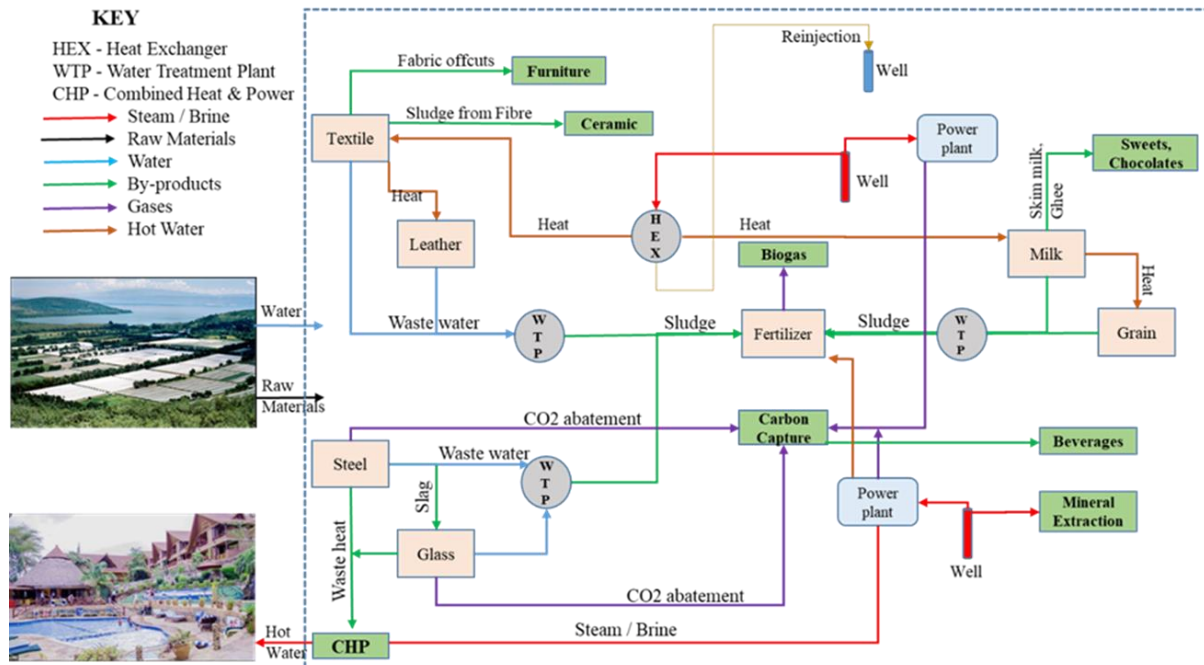 KEY
HEX - Heat Exchanger
WTP - Water Treatment Plant
CHP - Combined Heat & Power
Steam / Brine
Raw Materials
Water
By-products
Gases
Hot Water
Reinjection
Well
Fabric offcuts
Furniture
Sludge from Fibre
Ceramic
Textile
Power
plant
Sweets,
Chocolates
Well
Skim milk,
Ghee
Heat
Leather
Heat
HEX
Heat
Biogas
Milk
Heat
Water
Waste water
WTP
Sludge
Fertilizer
Sludge
WTP
Grain
Raw
Materials
CO2 abatement
Carbon
Capture
Beverages
Steel
Waste water
WTP
Slag
Power
plant
Mineral
Extraction
Waste heat
Glass
Well
CO2 abatement
Steam / Brine
Hot
Water
CHP